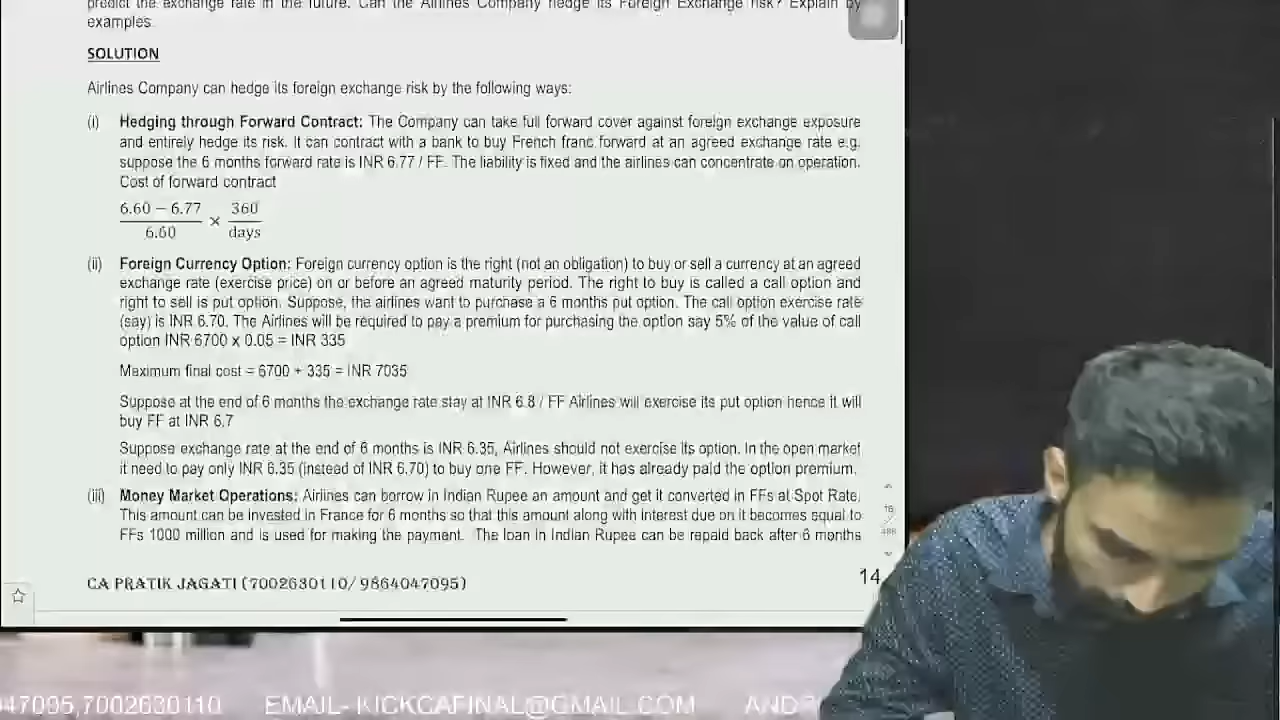 predict the exchange rate in the future. Can the Airlines Company hedge its Foreign Exchange risk? Explain by
examples.
SOLUTION
Airlines Company can hedge its foreign exchange risk by the following ways:
(i) Hedging through Forward Contract: The Company can take full forward cover against foreign exchange exposure
and entirely hedge its risk. It can contract with a bank to buy French franc forward at an agreed exchange rate e.g.
suppose the 6 months forward rate is INR 6.77 / FF. The liability is fixed and the airlines can concentrate on operation.
Cost of forward contract
6.60 – 6.77 / 6.60 × 360 / days
(ii) Foreign Currency Option: Foreign currency option is the right (not an obligation) to buy or sell a currency at an agreed
exchange rate (exercise price) on or before an agreed maturity period. The right to buy is called a call option and
right to sell is put option. Suppose, the airlines want to purchase a 6 months put option. The call option exercise rate
(say) is INR 6.70. The Airlines will be required to pay a premium for purchasing the option say 5% of the value of call
option INR 6700 x 0.05 = INR 335
Maximum final cost = 6700 + 335 = INR 7035
Suppose at the end of 6 months the exchange rate stay at INR 6.8 / FF Airlines will exercise its put option hence it will
buy FF at INR 6.7
Suppose exchange rate at the end of 6 months is INR 6.35, Airlines should not exercise its option. In the open market
it need to pay only INR 6.35 (instead of INR 6.70) to buy one FF. However, it has already paid the option premium.
(iii) Money Market Operations: Airlines can borrow in Indian Rupee an amount and get it converted in FFs at Spot Rate.
This amount can be invested in France for 6 months so that this amount along with interest due on it becomes equal to
FFs 1000 million and is used for making the payment. The loan in Indian Rupee can be repaid back after 6 months
16
488
CA PRATIK JAGATI (7002630110/ 9864047095)
14
47095,7002630110 EMAIL- KICKCAFINAL@GMAIL.COM